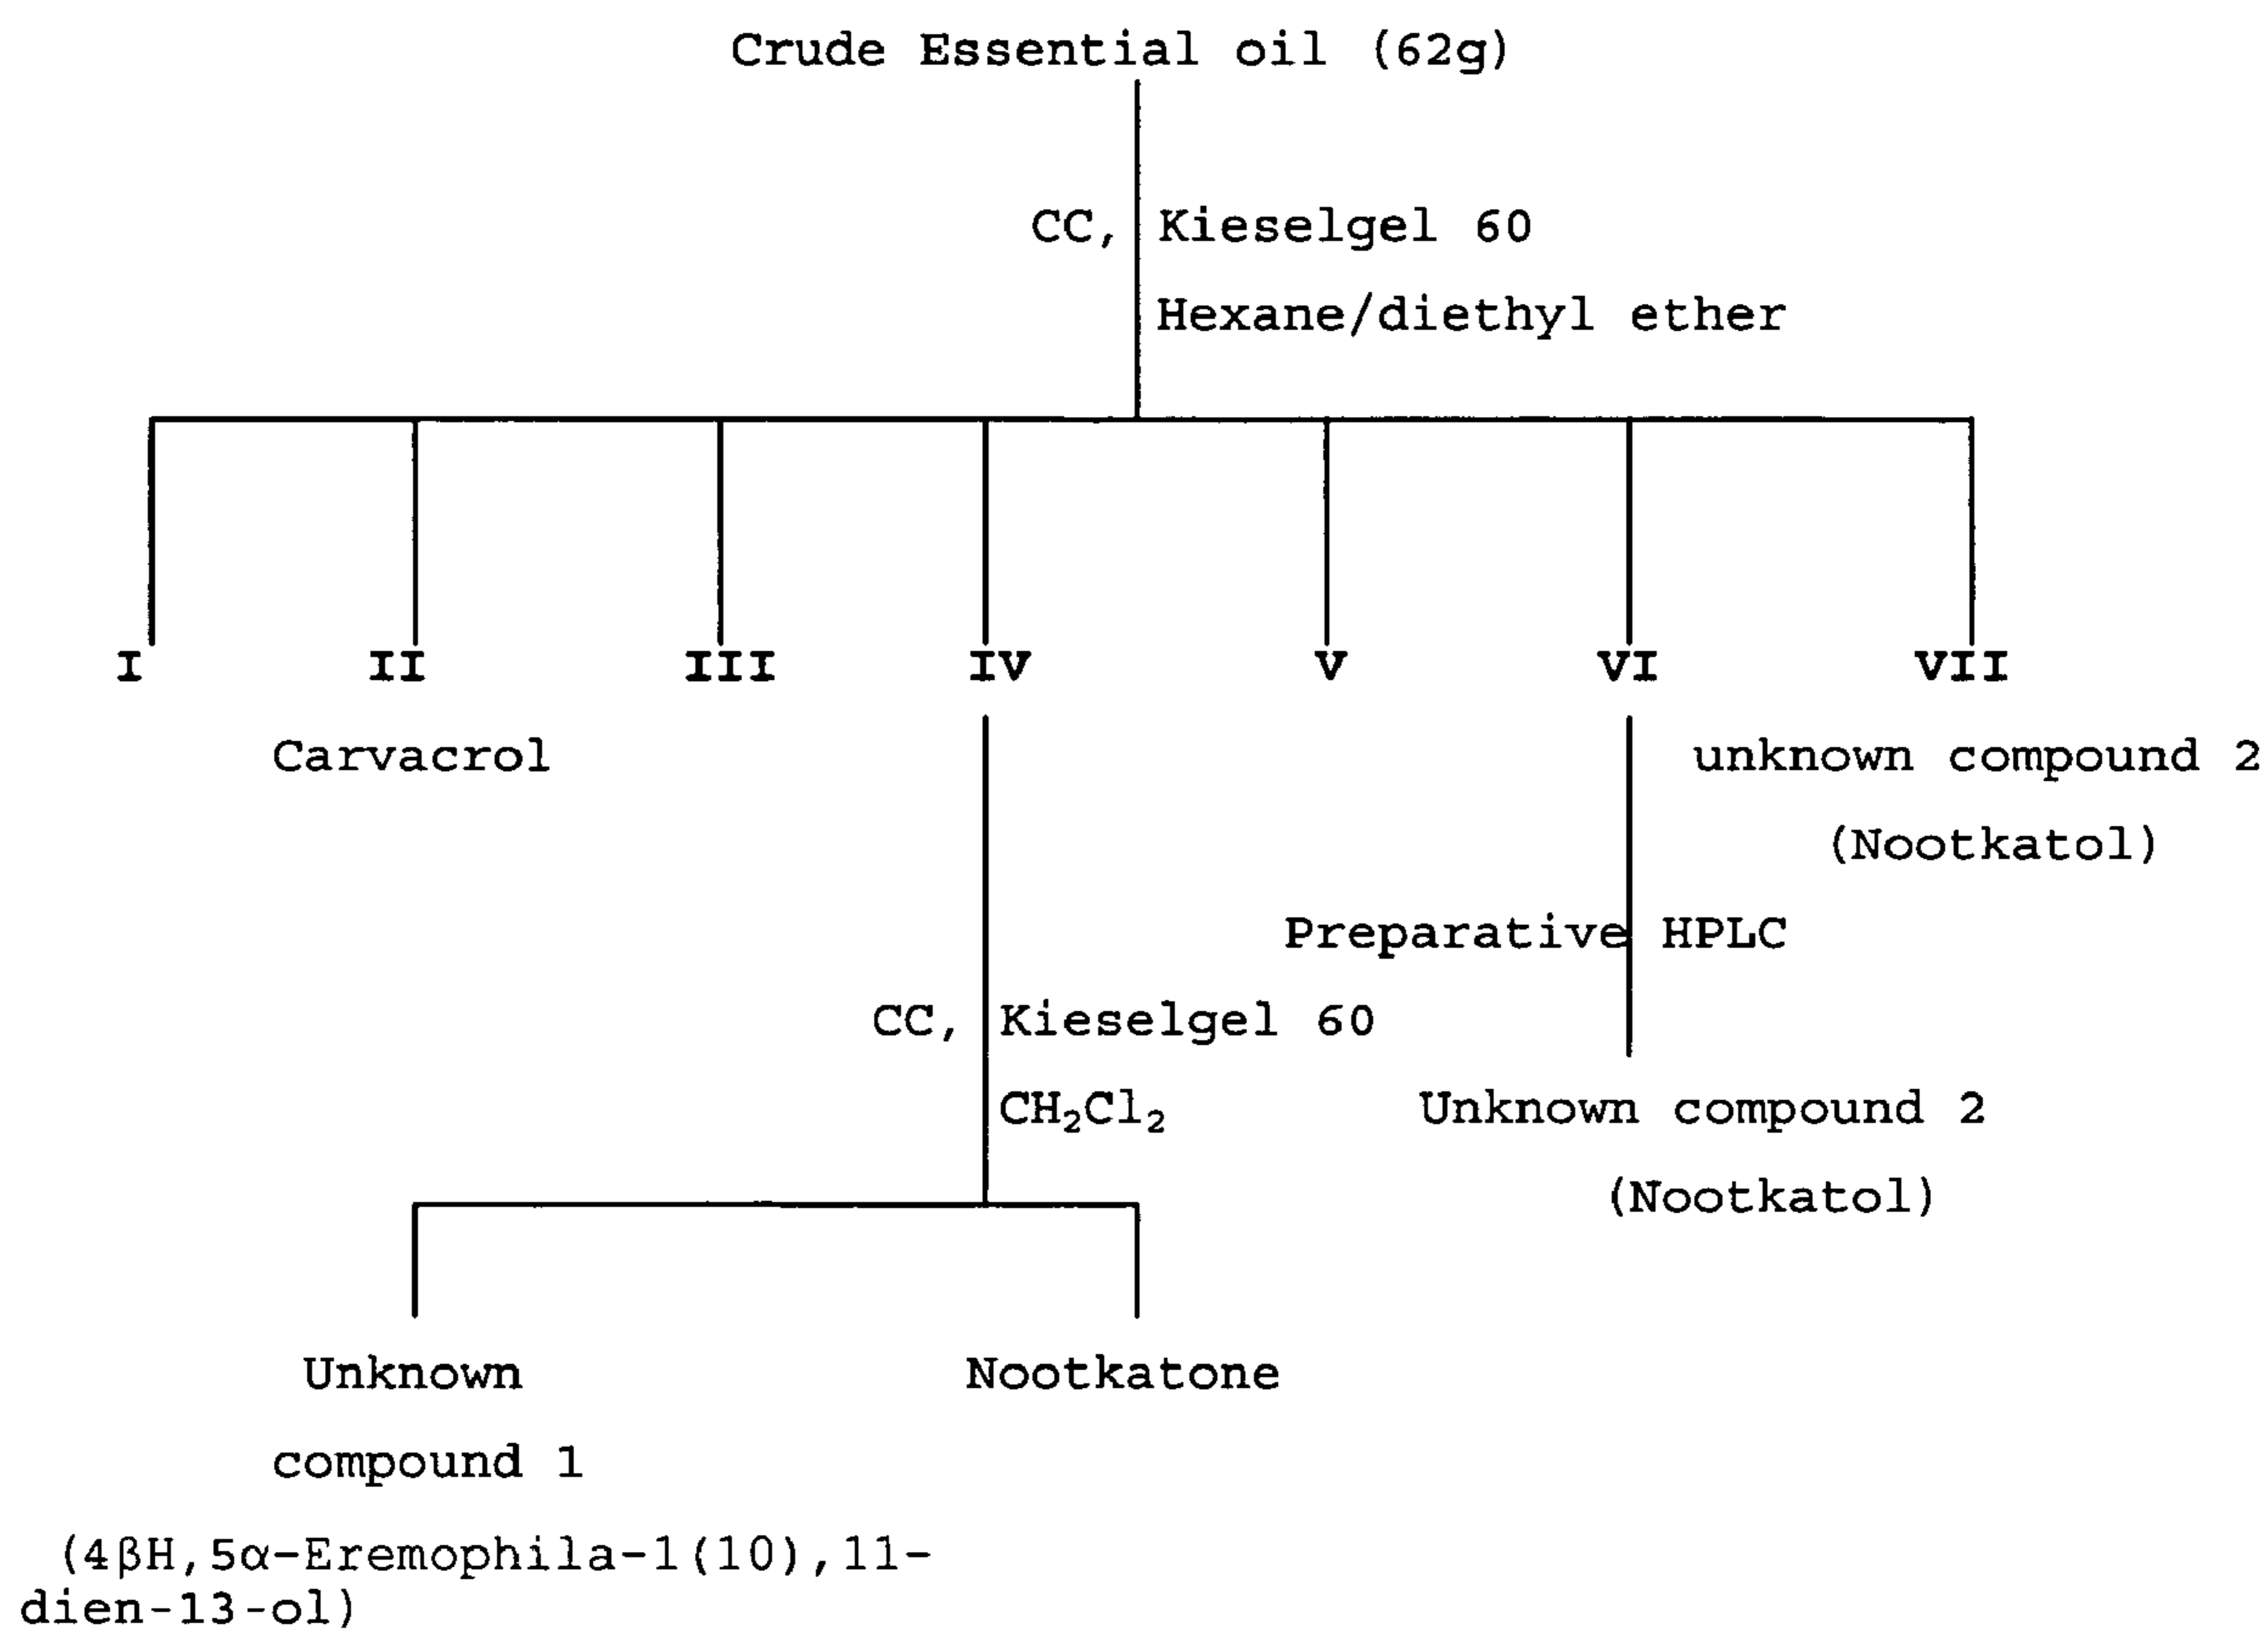 Crude Essential oil (62g)
CC, Kieselgel 60
Hexane/diethyl ether
I II III IV V VI VII
Carvacrol
unknown compound 2
(Nootkatol)
Preparative HPLC
CC, Kieselgel 60
CH₂Cl₂
Unknown compound 2
(Nootkatol)
Unknown
compound 1
(4βH,5α-Eremophila-1(10),11-
dien-13-ol)
Nootkatone